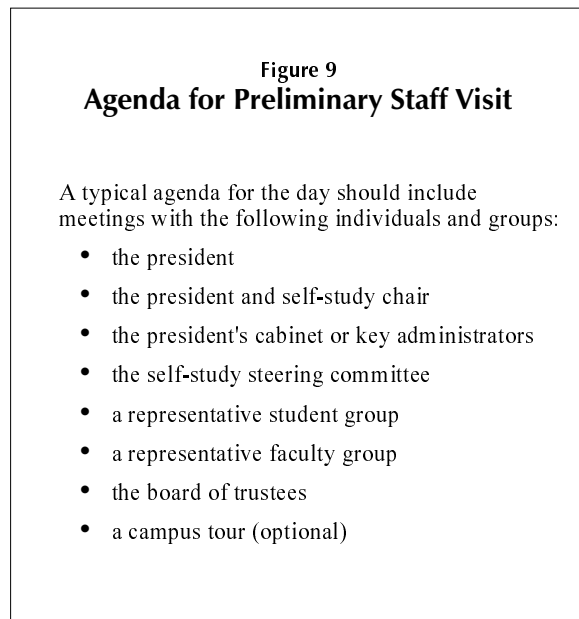 Figure 9
Agenda for Preliminary Staff Visit
A typical agenda for the day should include
meetings with the following individuals and groups:
• the president
• the president and self-study chair
• the president's cabinet or key administrators
• the self-study steering committee
• a representative student group
• a representative faculty group
• the board of trustees
• a campus tour (optional)